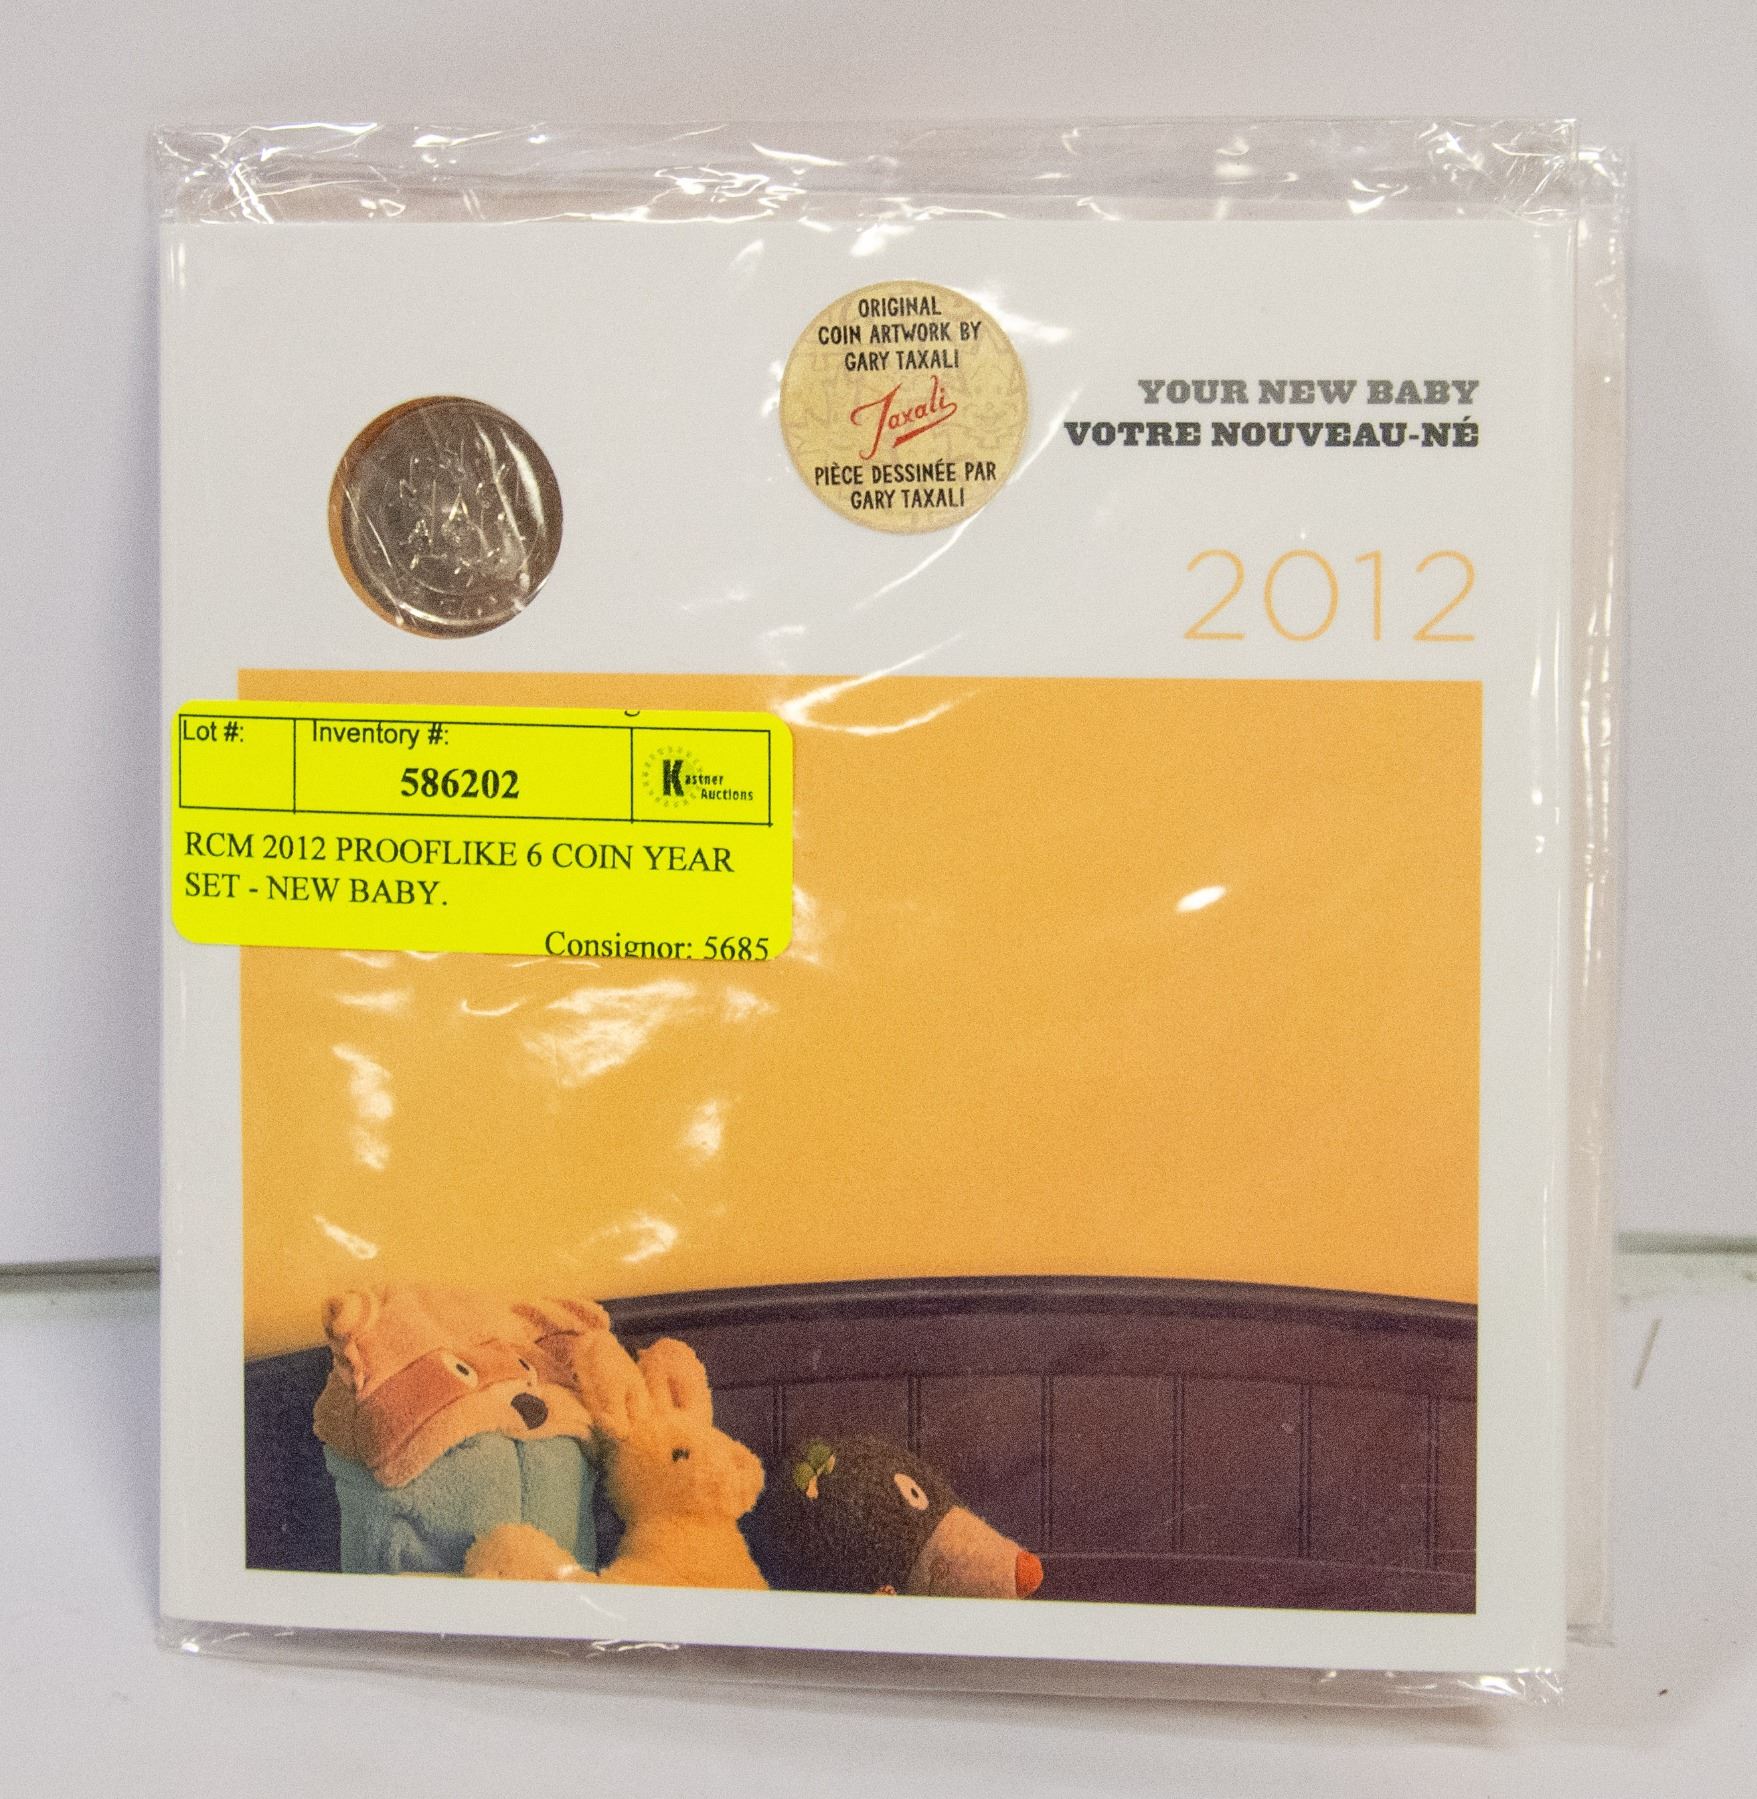 ORIGINAL
COIN ARTWORK BY
GARY TAXALI
Taxali
PIÈCE DESSINÉE PAR
GARY TAXALI
YOUR NEW BABY
VOTRE NOUVEAU-NÉ
2012
Lot #:
Inventory #:
586202
Kastner
Auctions
RCM 2012 PROOFLIKE 6 COIN YEAR
SET - NEW BABY.
Consignor: 5685